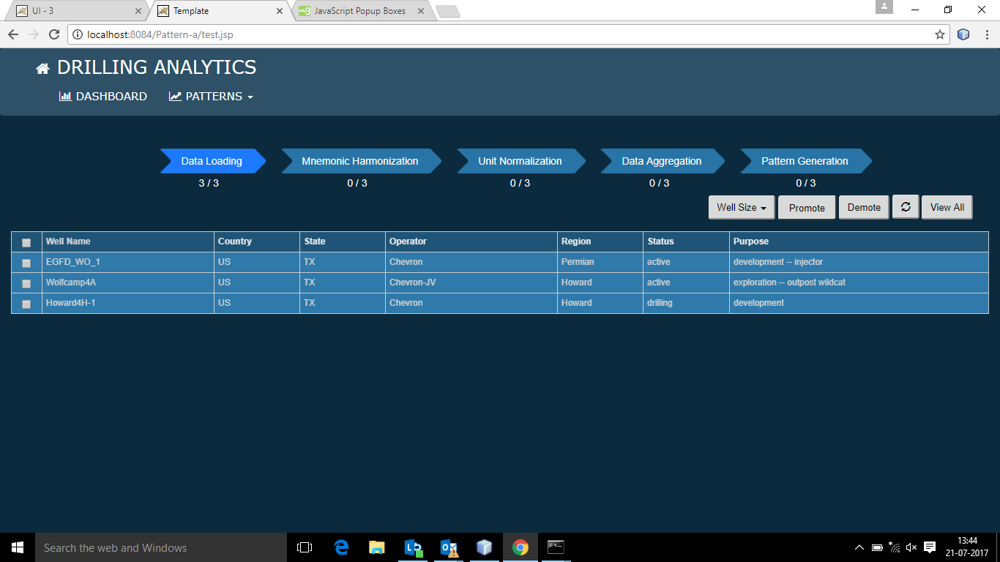 UI - 3
Template
JavaScript Popup Boxes
localhost:8084/Pattern-a/test.jsp
DRILLING ANALYTICS
DASHBOARD PATTERNS
Data Loading Mnemonic Harmonization Unit Normalization Data Aggregation Pattern Generation
3 / 3 0 / 3 0 / 3 0 / 3 0 / 3
Well Size Promote Demote View All
Well Name Country State Operator Region Status Purpose
EGFD_WO_1 US TX Chevron Permian active development -- injector
Wolfcamp4A US TX Chevron-JV Howard active exploration -- outpost wildcat
Howard4H-1 US TX Chevron Howard drilling development
Search the web and Windows
13:44
21-07-2017